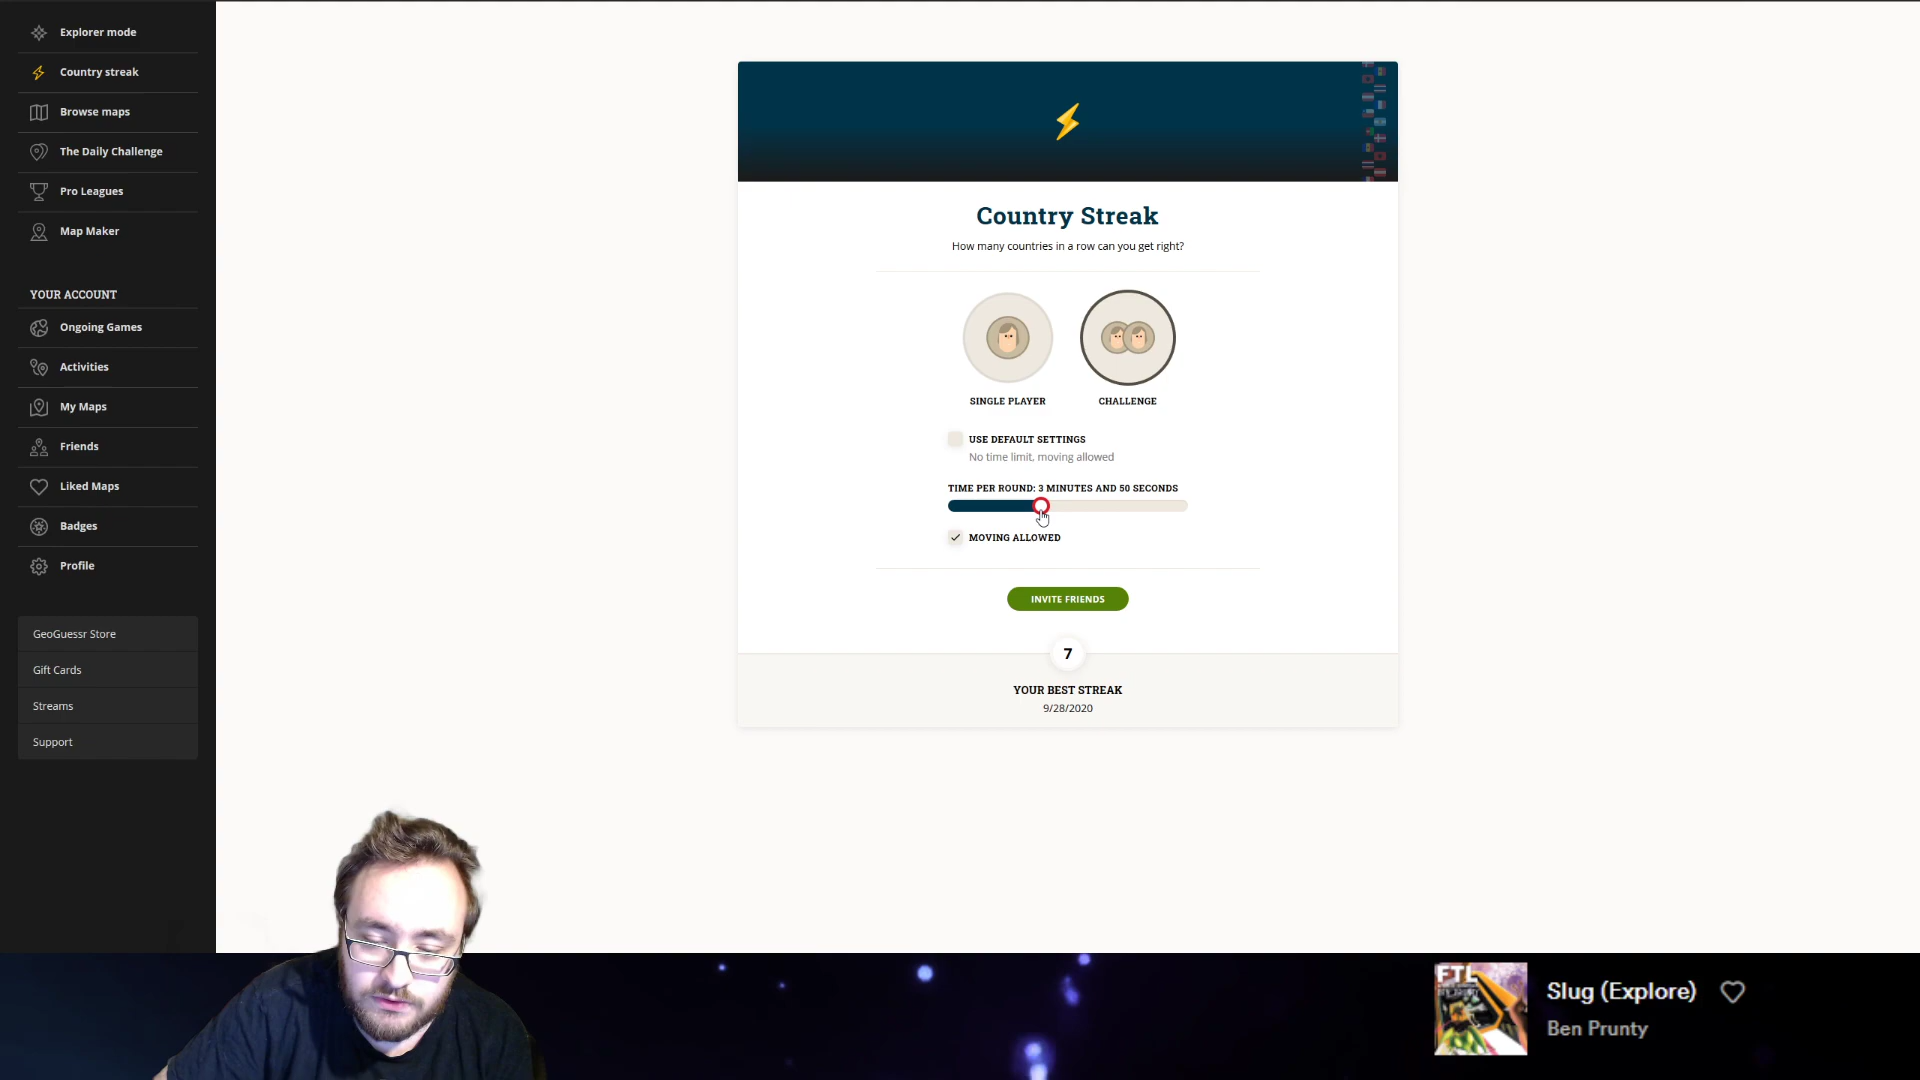 Explorer mode
Country streak
Browse maps
The Daily Challenge
Pro Leagues
Map Maker
YOUR ACCOUNT
Ongoing Games
Activities
My Maps
Friends
Liked Maps
Badges
Profile
GeoGuessr Store
Gift Cards
Streams
Support
Country Streak
How many countries in a row can you get right?
SINGLE PLAYER
CHALLENGE
USE DEFAULT SETTINGS
No time limit, moving allowed
TIME PER ROUND: 3 MINUTES AND 50 SECONDS
MOVING ALLOWED
INVITE FRIENDS
7
YOUR BEST STREAK
9/28/2020
FTL
Slug (Explore)
Ben Prunty